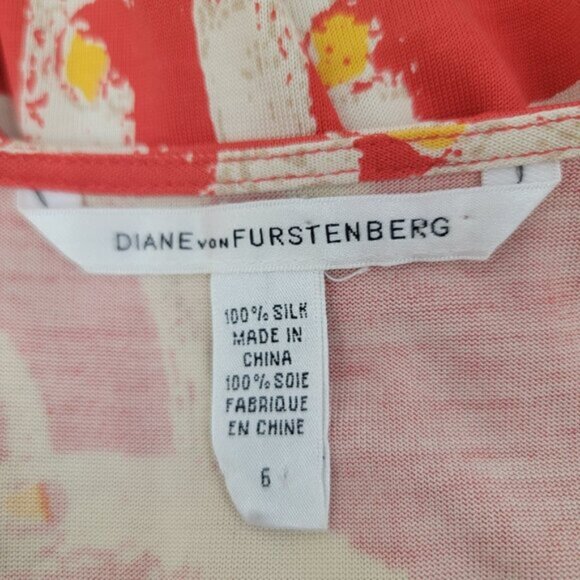 DIANE VON FURSTENBERG
100% SILK
MADE IN
CHINA
100% SOIE
FABRIQUE
EN CHINE
6